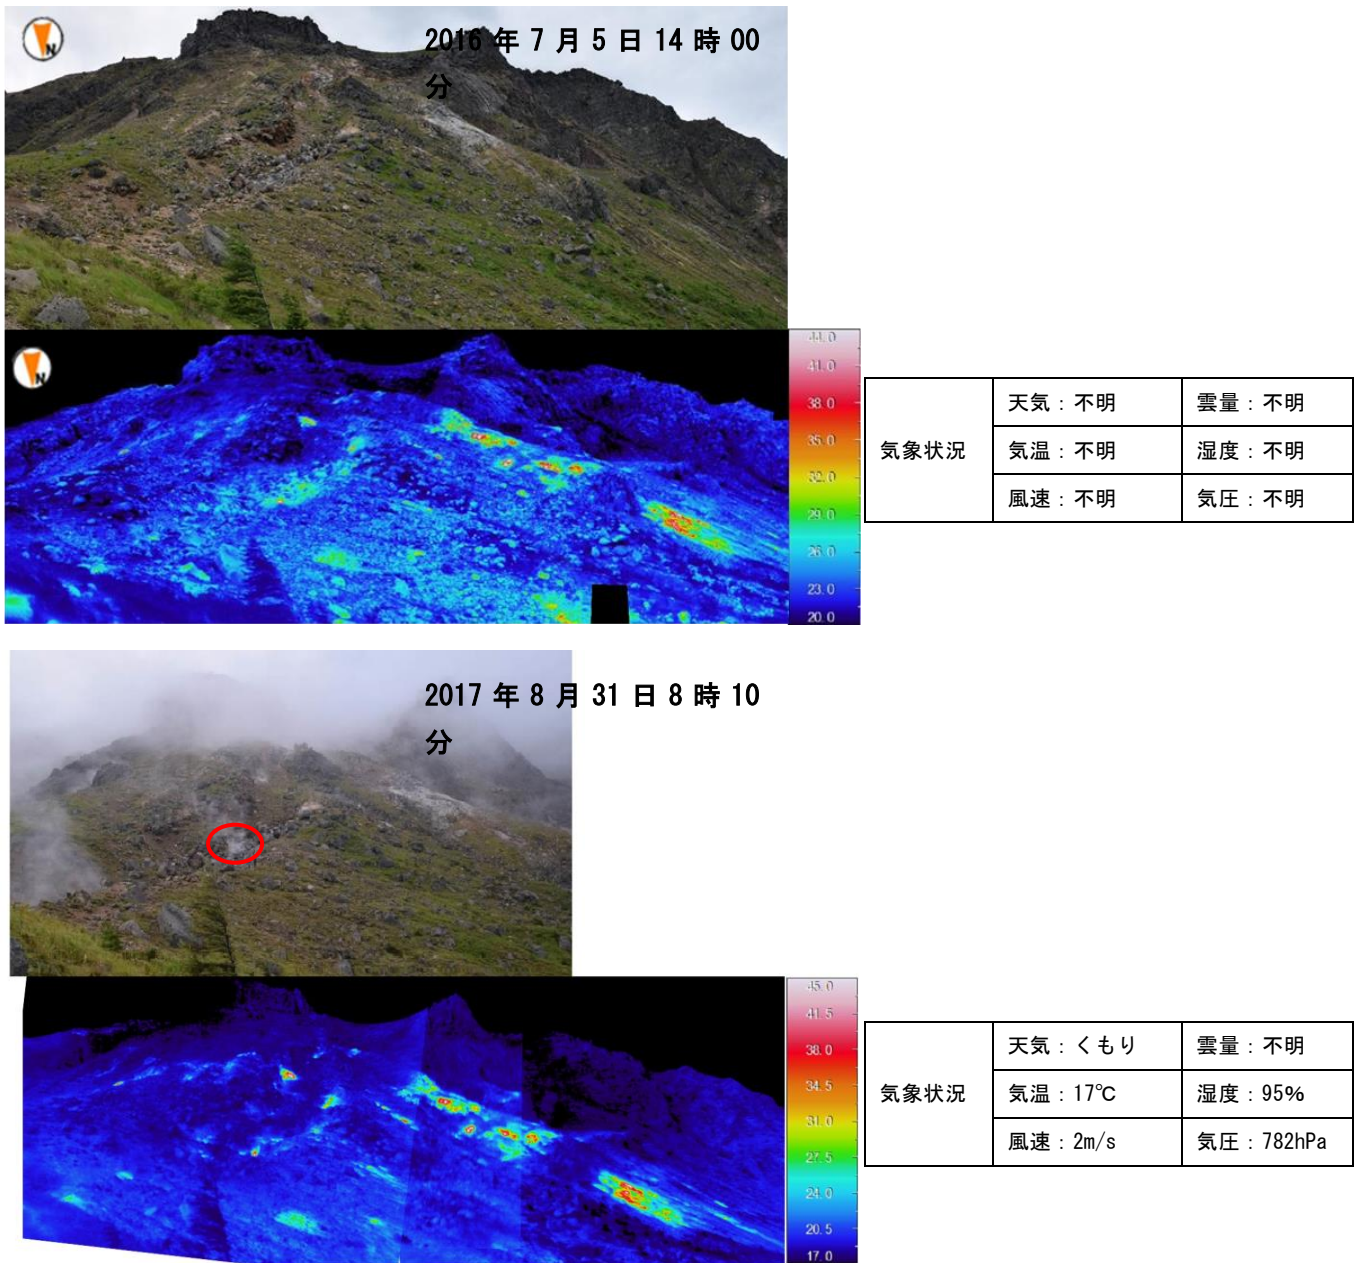 N
2016 年 7 月 5 日 14 時 00
分
N
44.0
41.0
38.0
35.0
32.0
29.0
26.0
23.0
20.0
気象状況
天気：不明
雲量：不明
気温：不明
湿度：不明
風速：不明
気圧：不明
2017 年 8 月 31 日 8 時 10
分
45.0
41.5
38.0
34.5
31.0
27.5
24.0
20.5
17.0
気象状況
天気：くもり
雲量：不明
気温：17℃
湿度：95%
風速：2m/s
気圧：782hPa